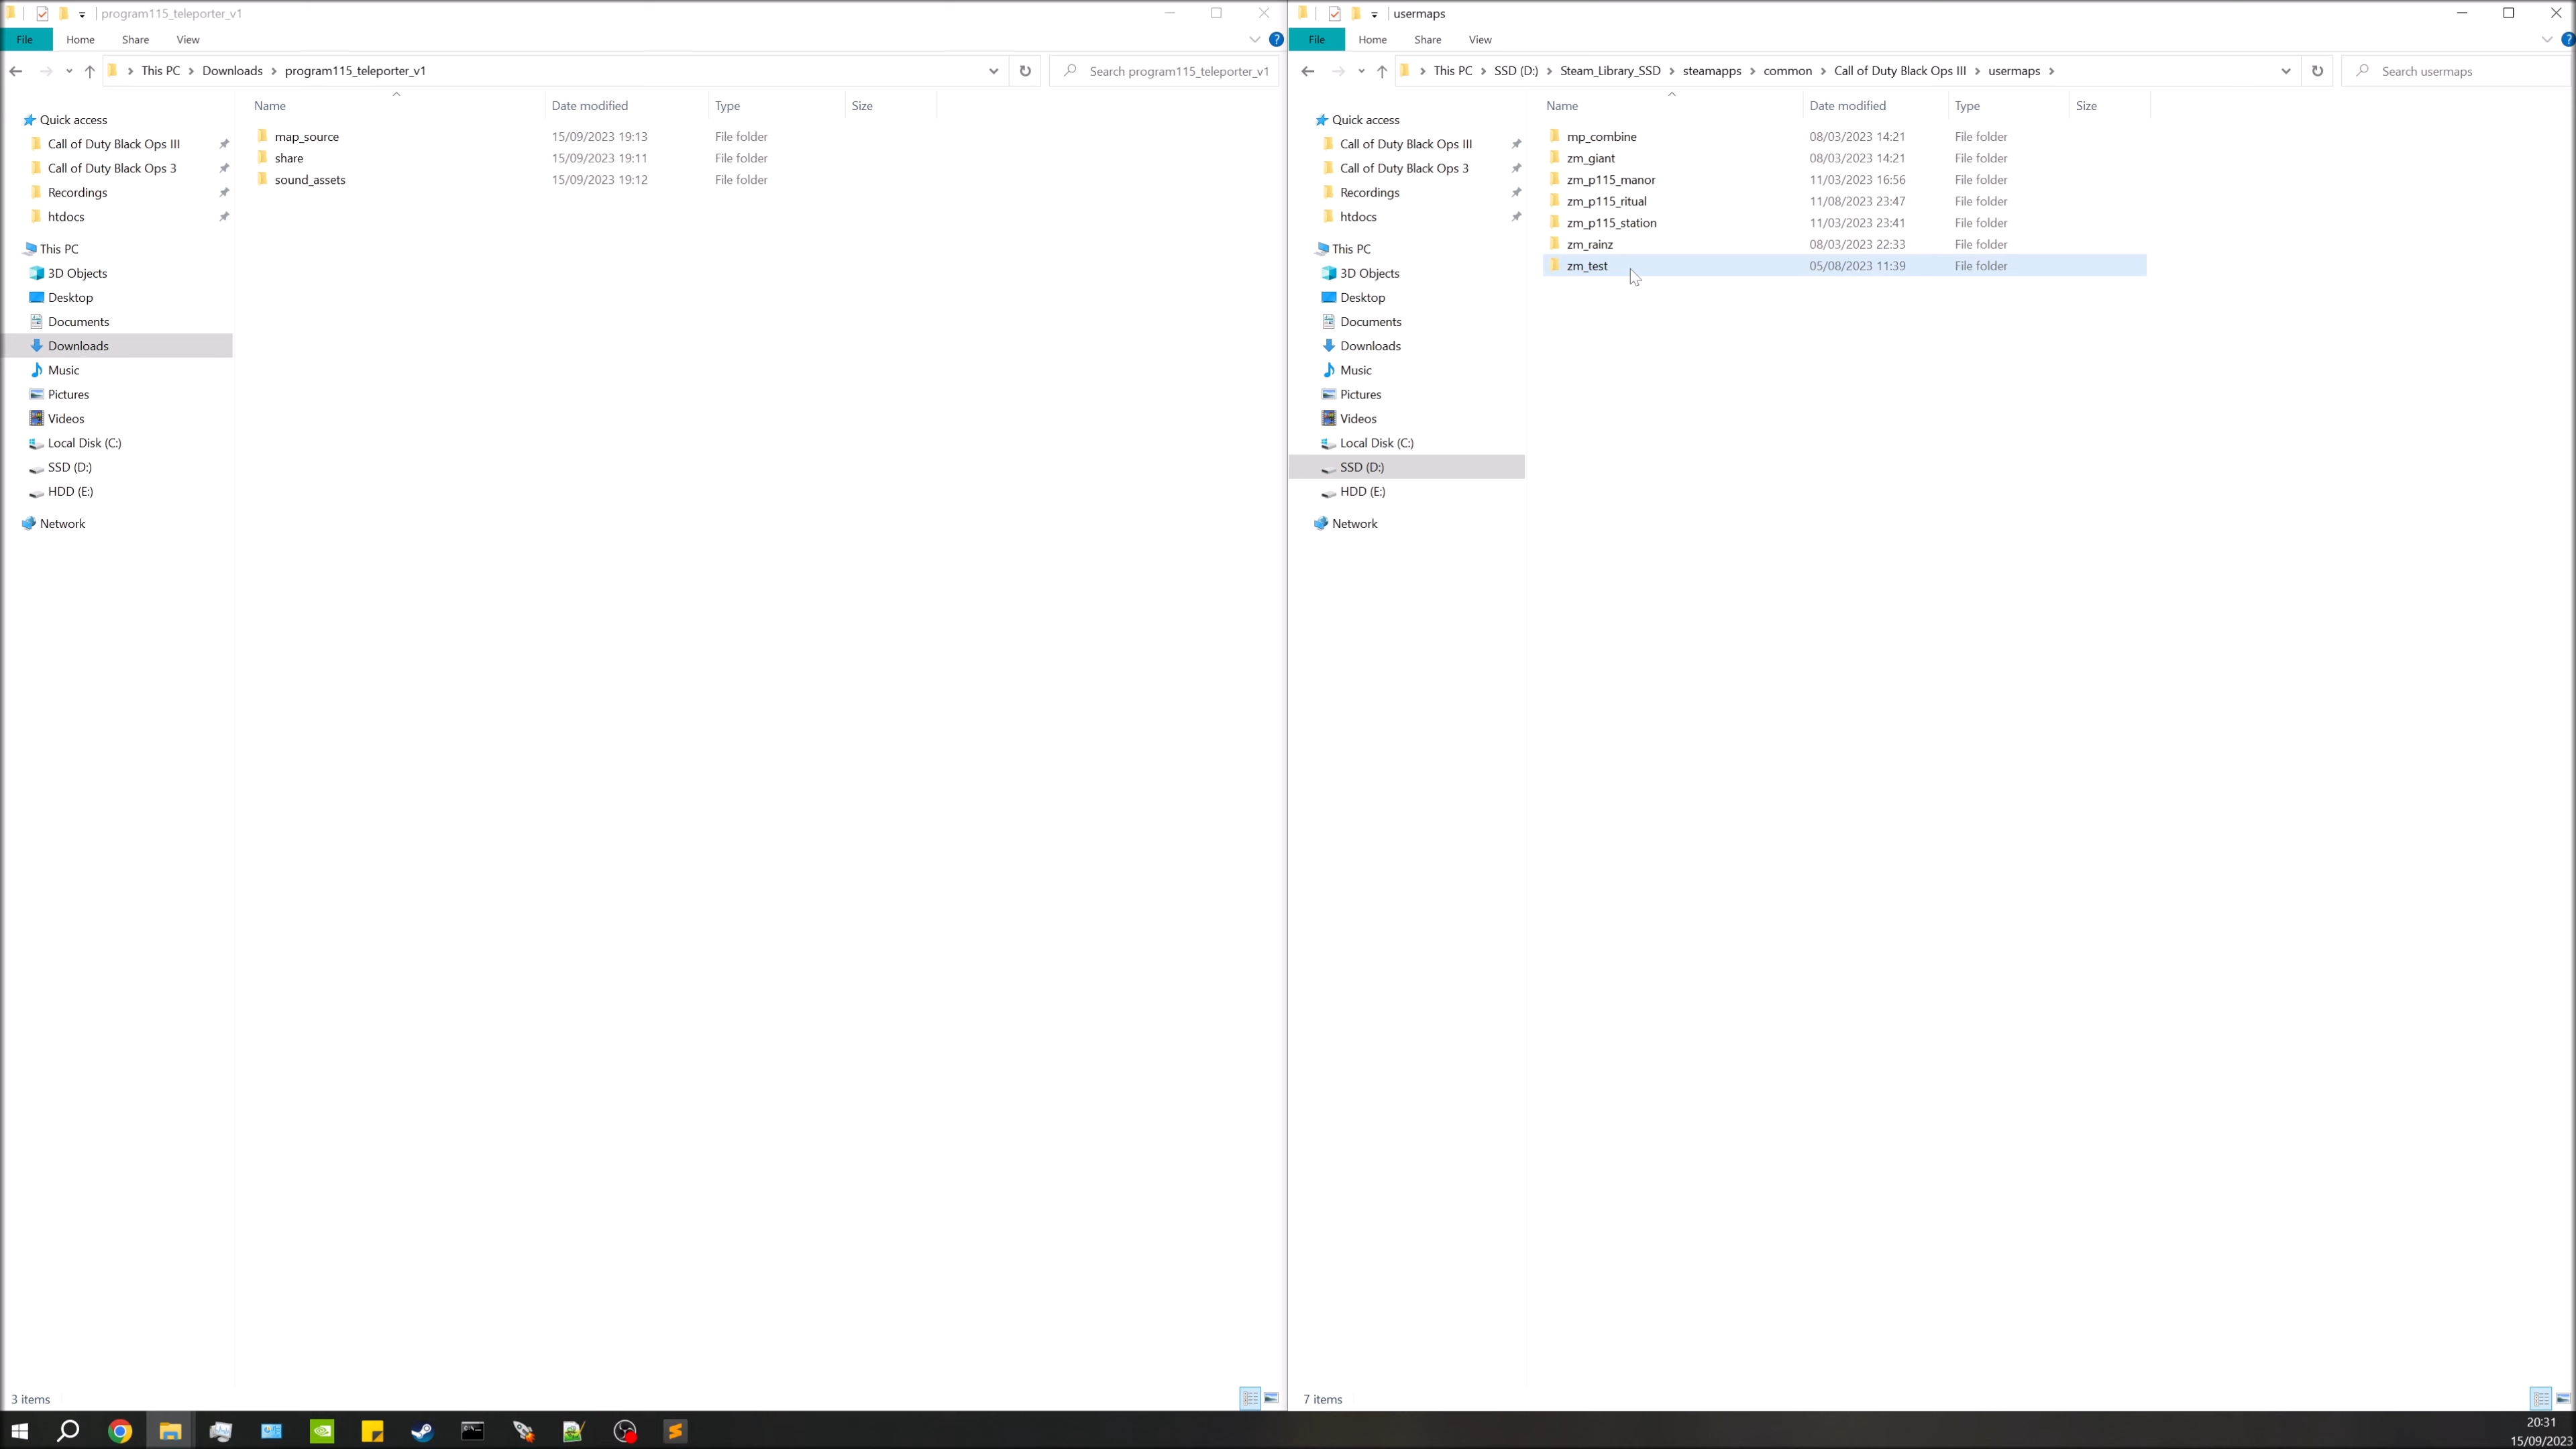 program115_teleporter_v1
File Home Share View
This PC > Downloads > program115_teleporter_v1
Search program115_teleporter_v1
Name Date modified Type Size
Quick access
Call of Duty Black Ops III
Call of Duty Black Ops 3
Recordings
htdocs
This PC
3D Objects
Desktop
Documents
Downloads
Music
Pictures
Videos
Local Disk (C:)
SSD (D:)
HDD (E:)
Network
map_source 15/09/2023 19:13 File folder
share 15/09/2023 19:11 File folder
sound_assets 15/09/2023 19:12 File folder
3 items
usermaps
File Home Share View
This PC > SSD (D:) > Steam_Library_SSD > steamapps > common > Call of Duty Black Ops III > usermaps >
Search usermaps
Name Date modified Type Size
Quick access
Call of Duty Black Ops III
Call of Duty Black Ops 3
Recordings
htdocs
This PC
3D Objects
Desktop
Documents
Downloads
Music
Pictures
Videos
Local Disk (C:)
SSD (D:)
HDD (E:)
Network
mp_combine 08/03/2023 14:21 File folder
zm_giant 08/03/2023 14:21 File folder
zm_p115_manor 11/03/2023 16:56 File folder
zm_p115_ritual 11/08/2023 23:47 File folder
zm_p115_station 11/03/2023 23:41 File folder
zm_rainz 08/03/2023 22:33 File folder
zm_test 05/08/2023 11:39 File folder
7 items
20:31
15/09/2023